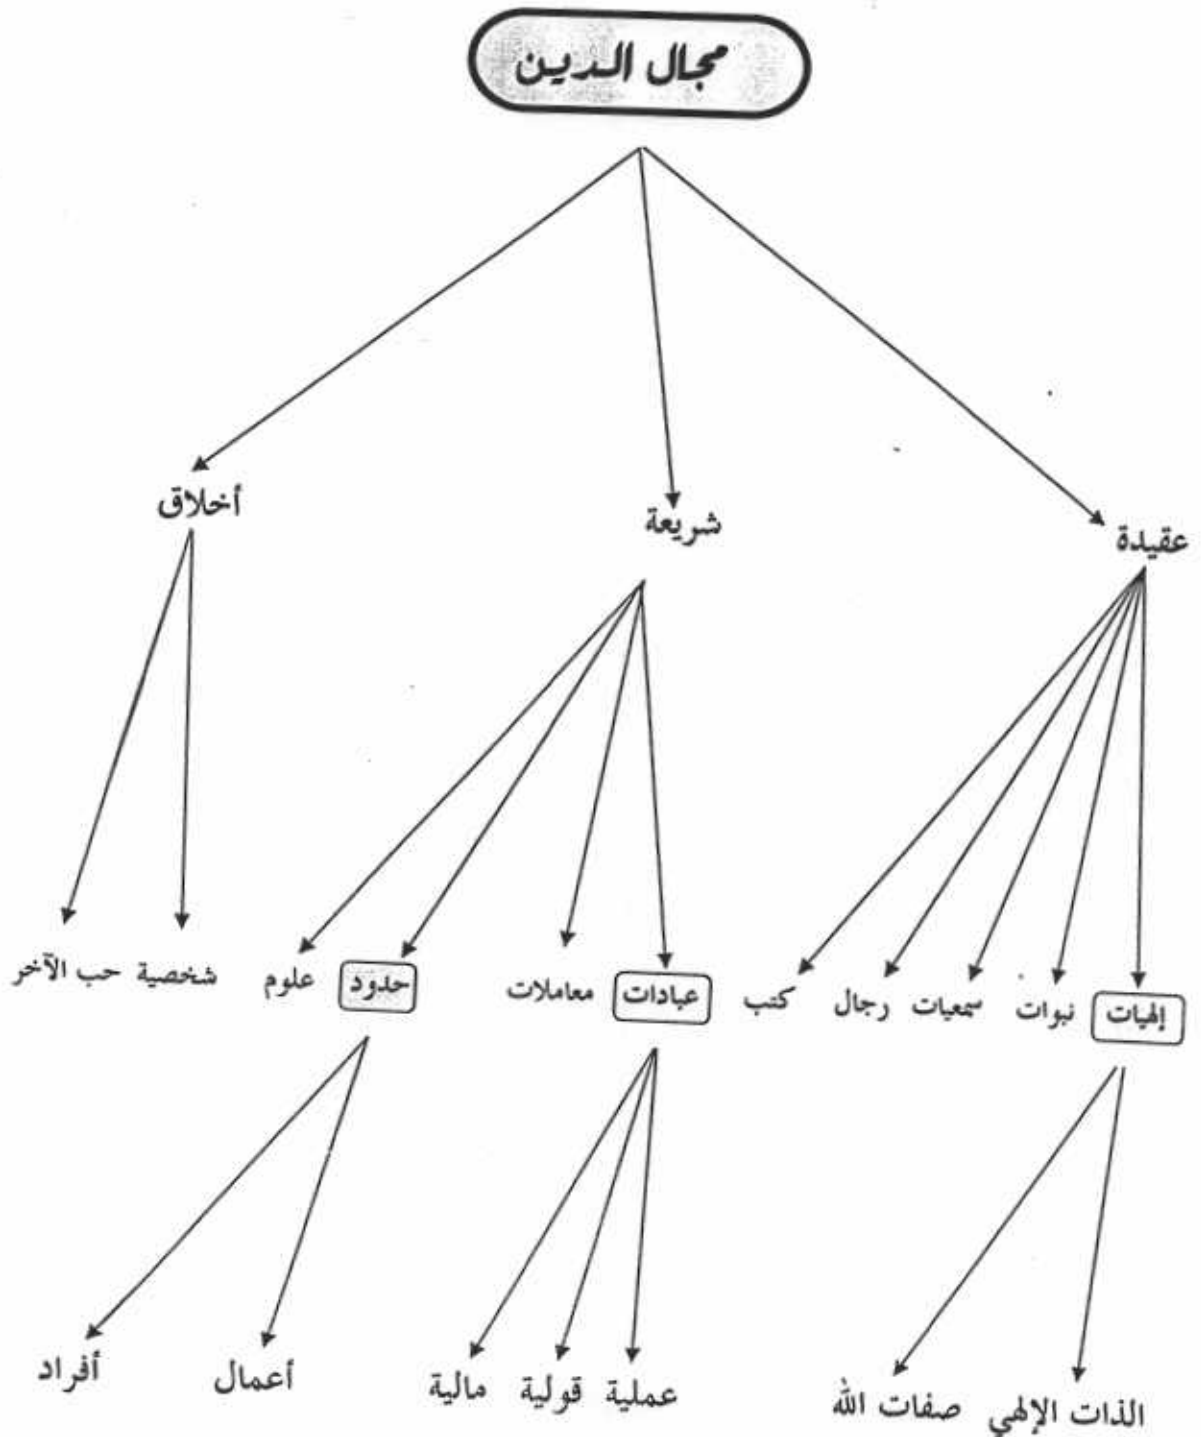 مجال الدين
عقيدة
شريعة
أخلاق
إلهيات
نبوات
سمعيات
رجال
كتب
عبادات
معاملات
حدود
علوم
شخصية
حب الآخر
الذات الإلهي
صفات الله
عملية
قولية
مالية
أعمال
أفراد